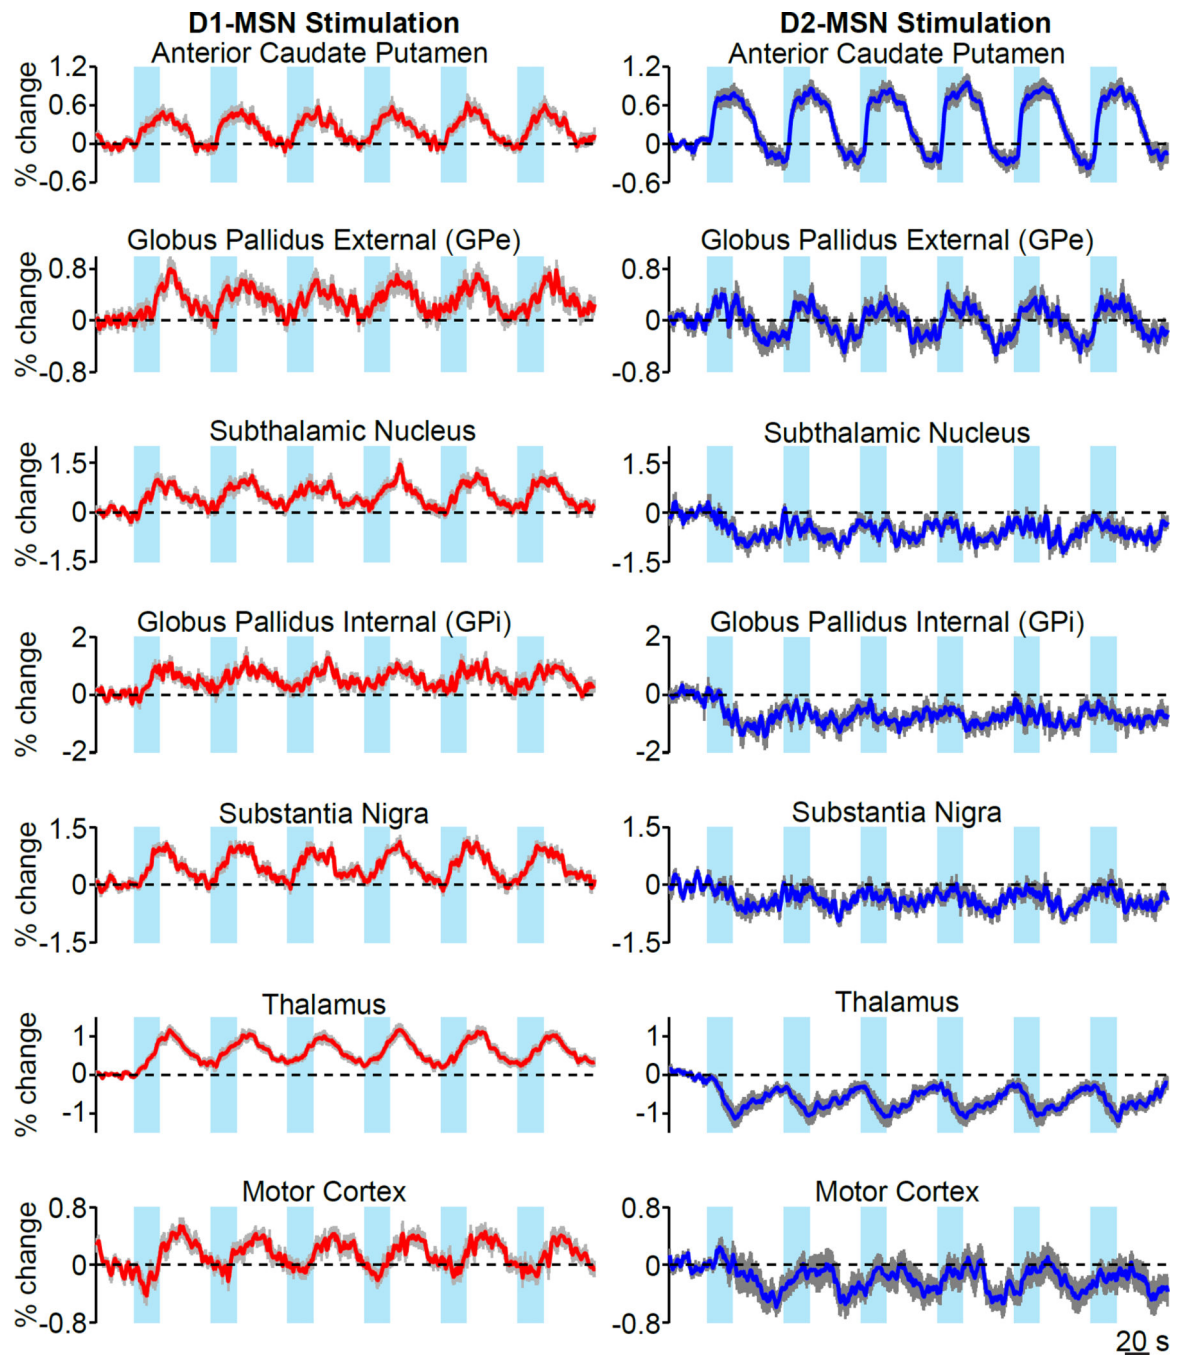 D1-MSN Stimulation
D2-MSN Stimulation
Anterior Caudate Putamen
Anterior Caudate Putamen
% change
1.2
0.6
0
-0.6
1.2
0.6
0
-0.6
Globus Pallidus External (GPe)
Globus Pallidus External (GPe)
% change
0.8
0
-0.8
0.8
0
-0.8
Subthalamic Nucleus
Subthalamic Nucleus
% change
1.5
0
-1.5
1.5
0
-1.5
Globus Pallidus Internal (GPi)
Globus Pallidus Internal (GPi)
% change
2
0
-2
2
0
-2
Substantia Nigra
Substantia Nigra
% change
1.5
0
-1.5
1.5
0
-1.5
Thalamus
Thalamus
% change
1
0
-1
1
0
-1
Motor Cortex
Motor Cortex
% change
0.8
0
-0.8
0.8
0
-0.8
20 s